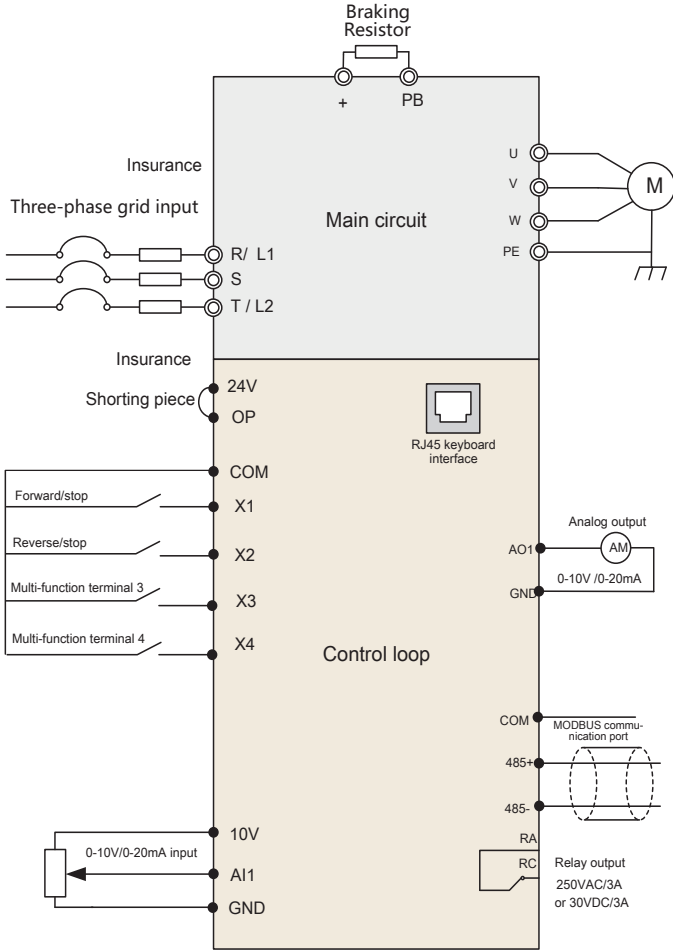 Braking
Resistor
+
PB
Insurance
Three-phase grid input
R/ L1
S
T / L2
Main circuit
U
V
W
PE
M
Insurance
Shorting piece
24V
OP
RJ45 keyboard
interface
COM
Forward/stop
X1
Reverse/stop
X2
Multi-function terminal 3
X3
Multi-function terminal 4
X4
Analog output
AO1
AM
0-10V /0-20mA
GND
Control loop
COM
MODBUS commu-
nication port
485+
485-
10V
0-10V/0-20mA input
AI1
GND
RA
RC
Relay output
250VAC/3A
or 30VDC/3A